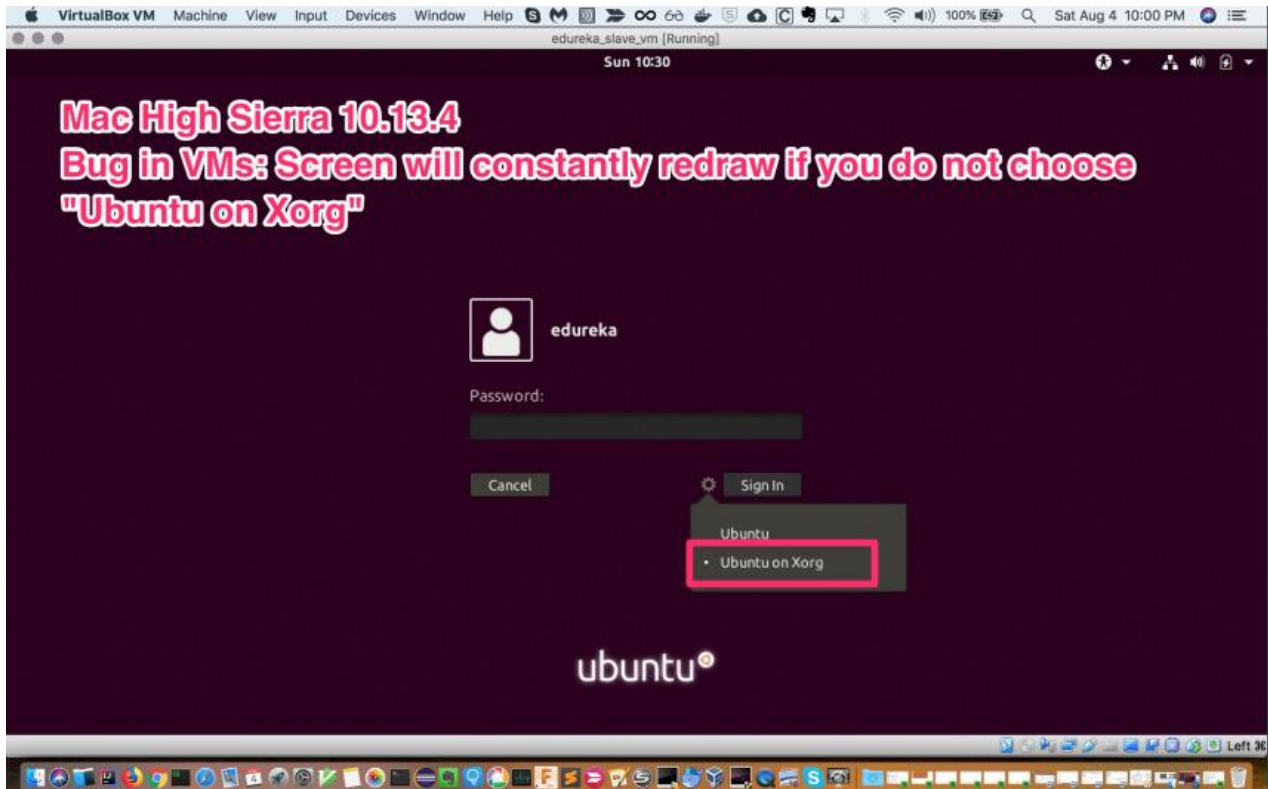 VirtualBox VM Machine View Input Devices Window Help 100% Sat Aug 4 10:00 PM
edureka_slave_vm [Running]
Sun 10:30
Mac High Sierra 10.13.4
Bug in VMs: Screen will constantly redraw if you do not choose
"Ubuntu on Xorg"
edureka
Password:
Cancel
Sign In
Ubuntu
Ubuntu on Xorg
ubuntu
Left ⌘